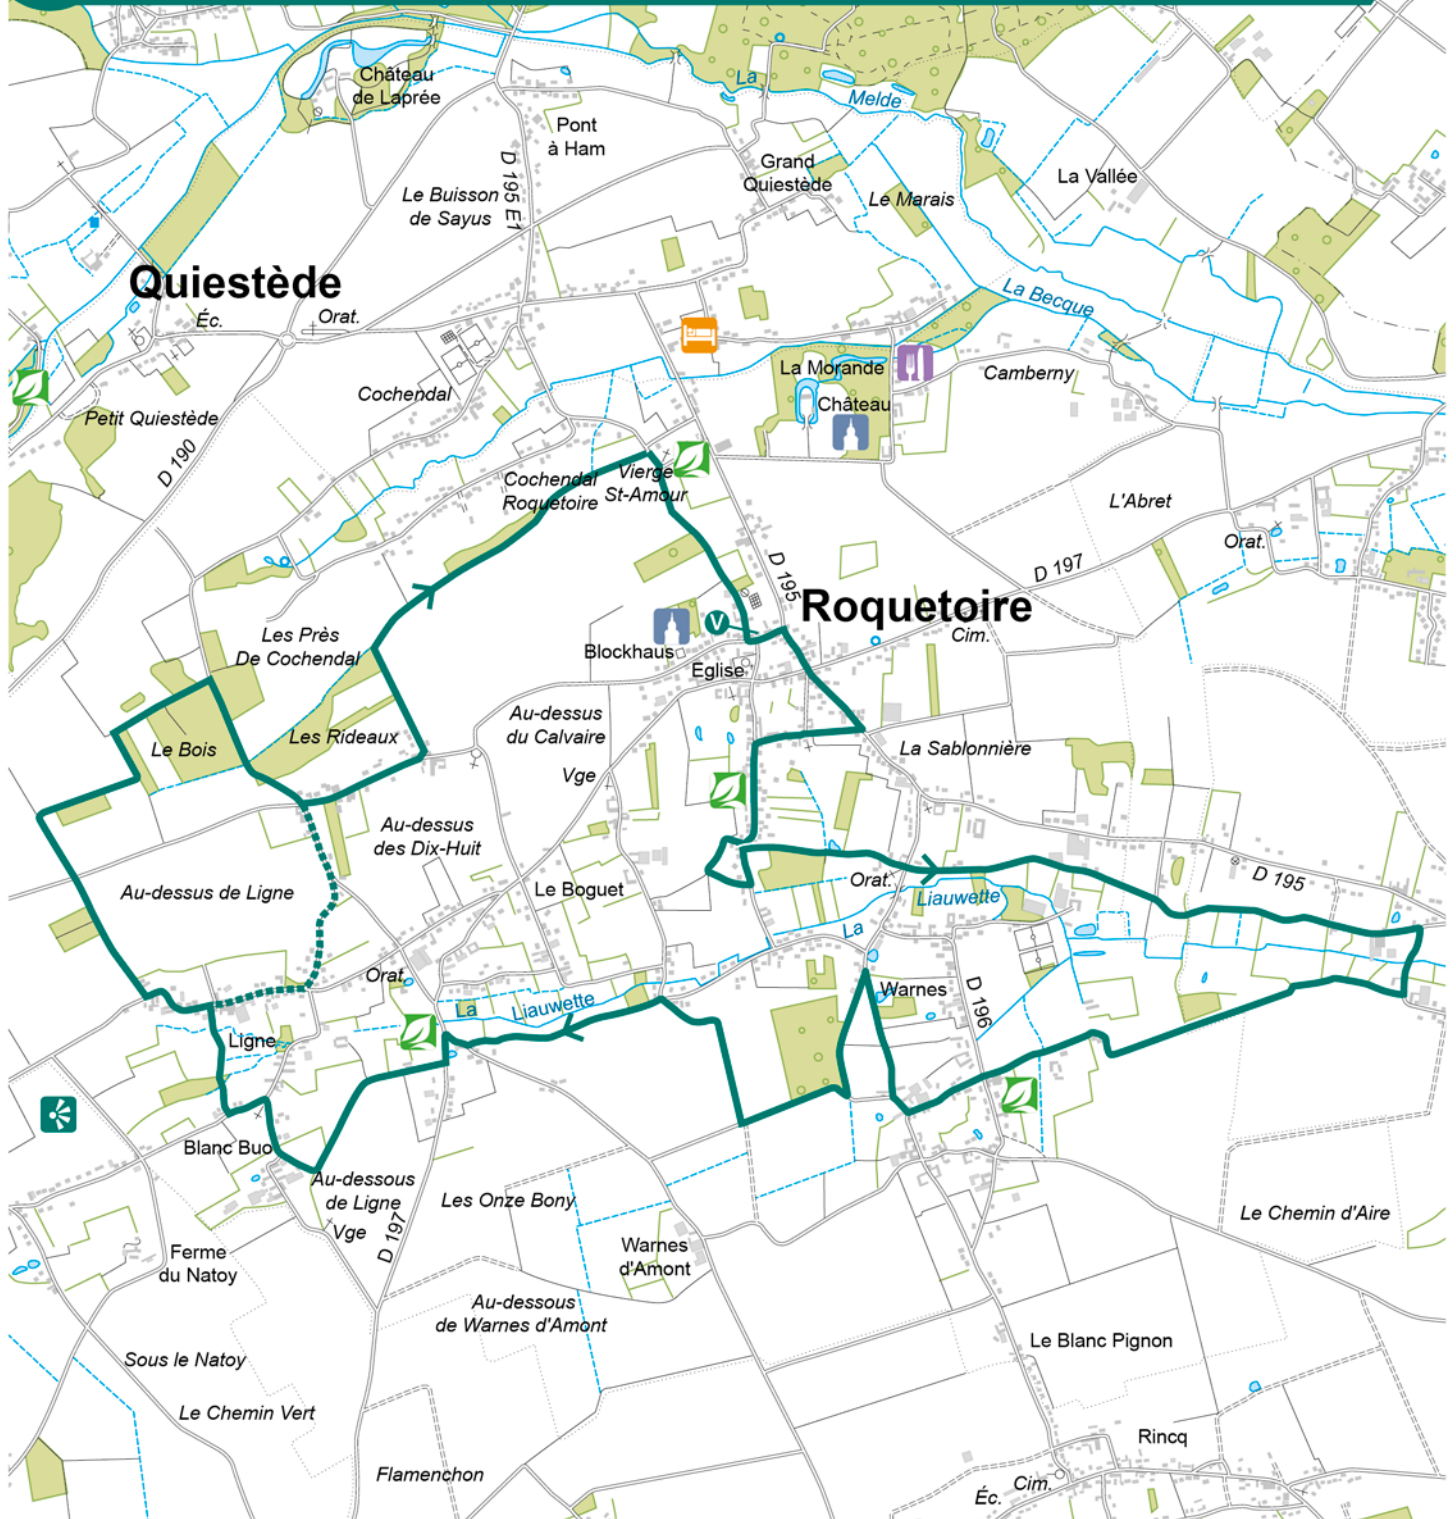 Château
de Laprée
La
Melde
Pont
à Ham
D 195 E1
Grand
Quiestède
La Vallée
Le Buisson
de Sayus
Le Marais
Quiestède
La Becque
Éc.
Orat.
La Morande
Camberny
Cochendal
Château
Petit Quiestède
D 190
Vierge
St-Amour
Cochendal
Roquetoire
L'Abret
Orat.
D 195
D 197
Roquetoire
V
Les Près
De Cochendal
Cim.
Blockhaus
Eglise
Au-dessus
du Calvaire
Le Bois
Les Rideaux
La Sablonnière
Vge
Au-dessus
des Dix-Huit
Au-dessus de Ligne
Le Boguet
Orat.
D 195
Liauwette
La
Orat.
Warnes
D 196
La
Liauwette
Ligne
Blanc Buo
Au-dessous
de Ligne
Vge
D 197
Les Onze Bony
Le Chemin d'Aire
Ferme
du Natoy
Warnes
d'Amont
Au-dessous
de Warnes d'Amont
Le Blanc Pignon
Sous le Natoy
Le Chemin Vert
Rincq
Flamenchon
Cim.
Éc.